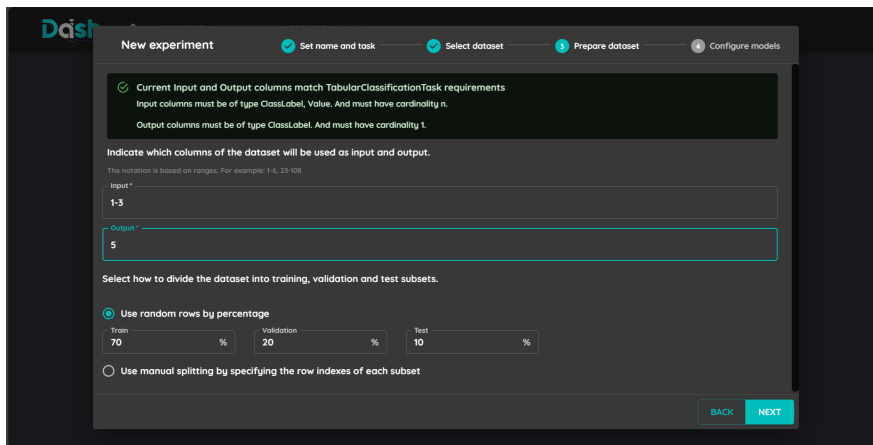 Dash
New experiment
Set name and task
Select dataset
3 Prepare dataset
4 Configure models
Current Input and Output columns match TabularClassificationTask requirements
Input columns must be of type ClassLabel, Value. And must have cardinality n.
Output columns must be of type ClassLabel. And must have cardinality 1.
Indicate which columns of the dataset will be used as input and output.
The notation is based on ranges. For example: 1-6, 23-108
Input *
1-3
Output *
5
Select how to divide the dataset into training, validation and test subsets.
Use random rows by percentage
Train
70 %
Validation
20 %
Test
10 %
Use manual splitting by specifying the row indexes of each subset
BACK
NEXT